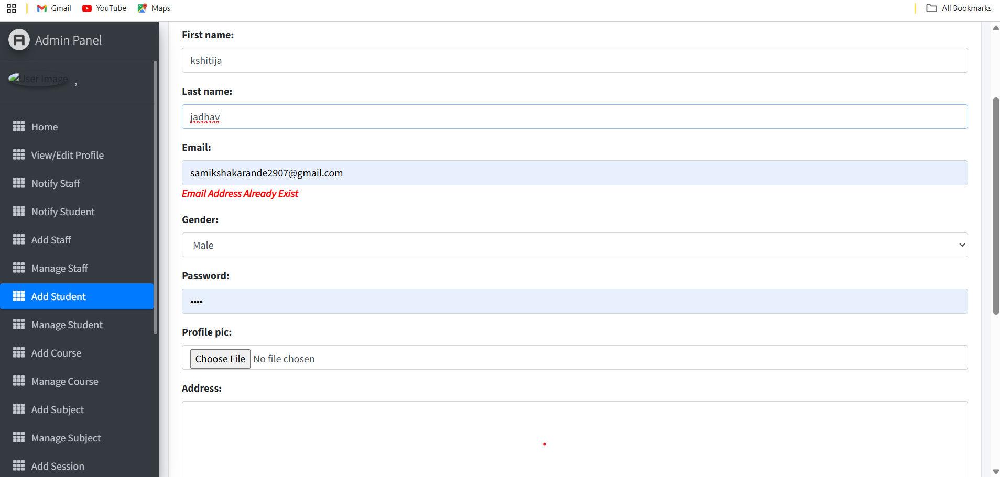 Gmail YouTube Maps All Bookmarks
A Admin Panel
User Image ,
Home
View/Edit Profile
Notify Staff
Notify Student
Add Staff
Manage Staff
Add Student
Manage Student
Add Course
Manage Course
Add Subject
Manage Subject
Add Session
First name:
kshitija
Last name:
jadhav
Email:
samikshakarande2907@gmail.com
Email Address Already Exist
Gender:
Male
Password:
••••
Profile pic:
Choose File No file chosen
Address: